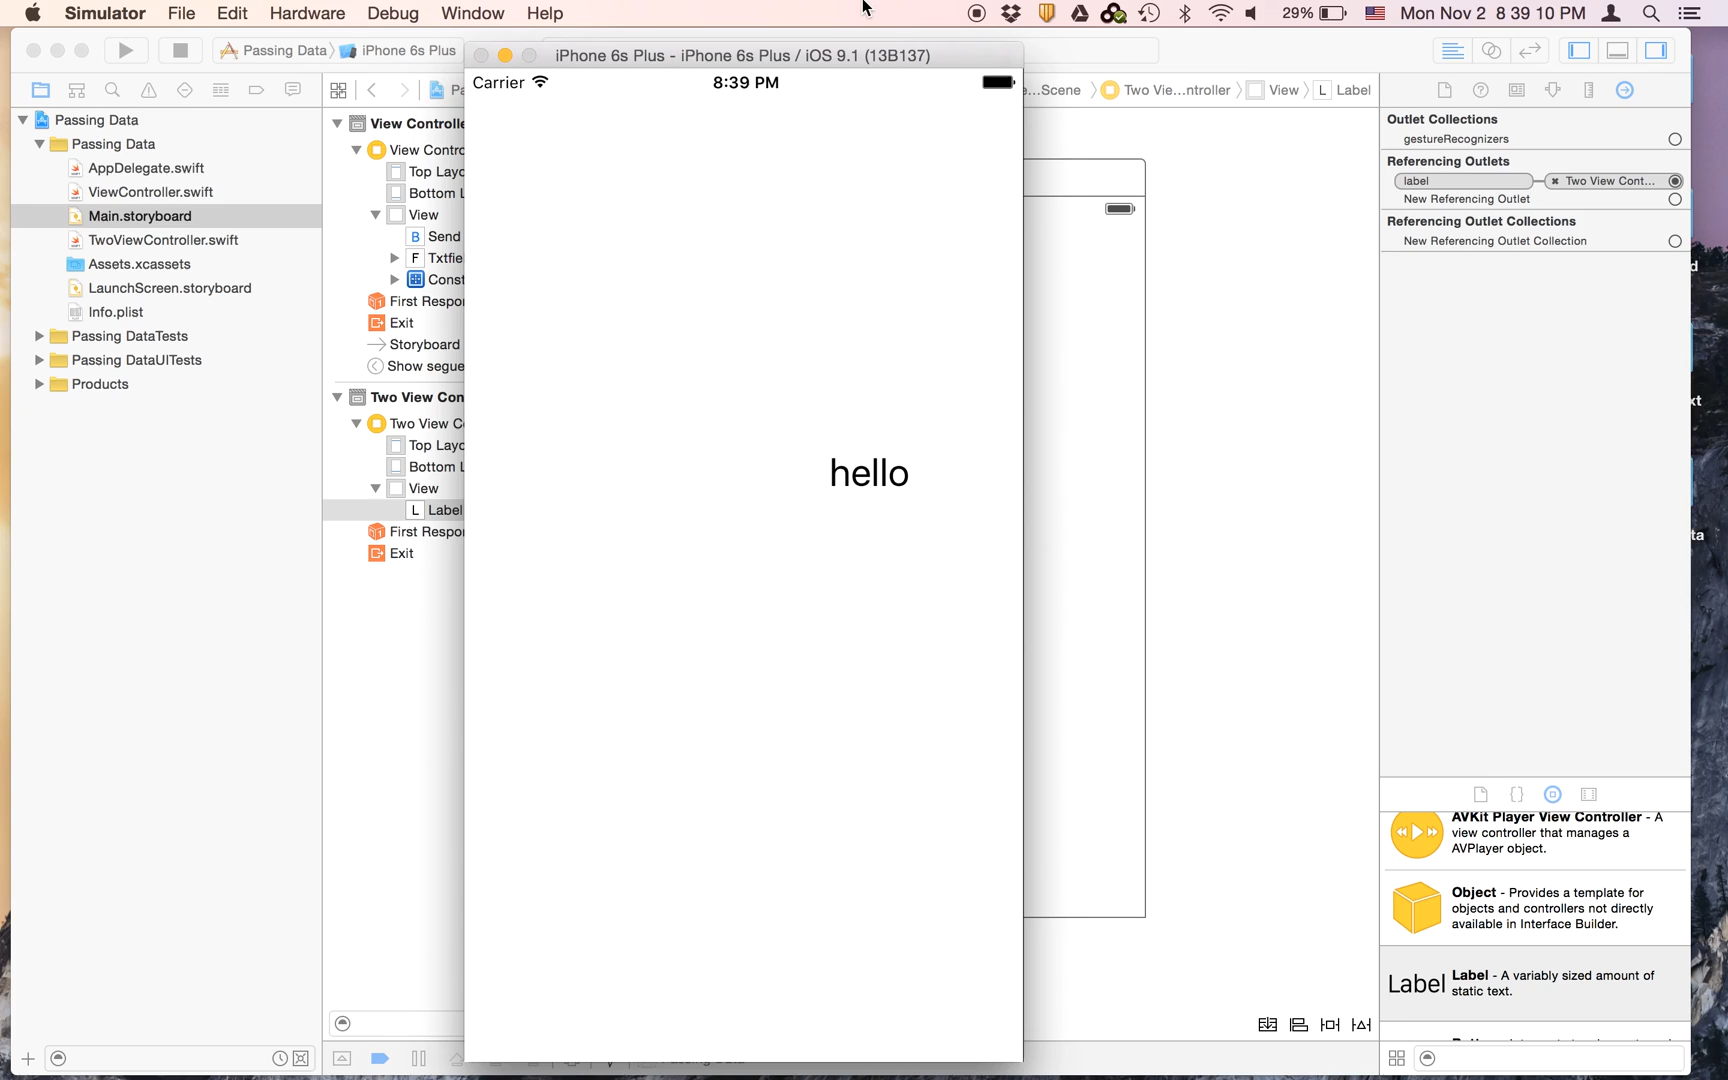 Simulator File Edit Hardware Debug Window Help 29% Mon Nov 2 8 39 10 PM
Passing Data iPhone 6s Plus
iPhone 6s Plus - iPhone 6s Plus / iOS 9.1 (13B137)
Carrier 8:39 PM
hello
Passing Data
Passing Data
AppDelegate.swift
ViewController.swift
Main.storyboard
TwoViewController.swift
Assets.xcassets
LaunchScreen.storyboard
Info.plist
Passing DataTests
Passing DataUITests
Products
View Controlle
View Contro
Top Layo
Bottom L
View
B Send
F Txtfie
Const
First Respo
Exit
Storyboard
Show segue
Two View Con
Two View C
Top Layo
Bottom L
View
L Label
First Respo
Exit
e...Scene Two Vie...ntroller View L Label
Outlet Collections
gestureRecognizers
Referencing Outlets
label Two View Cont...
New Referencing Outlet
Referencing Outlet Collections
New Referencing Outlet Collection
AVKit Player View Controller - A
view controller that manages a
AVPlayer object.
Object - Provides a template for
objects and controllers not directly
available in Interface Builder.
Label
Label - A variably sized amount of
static text.